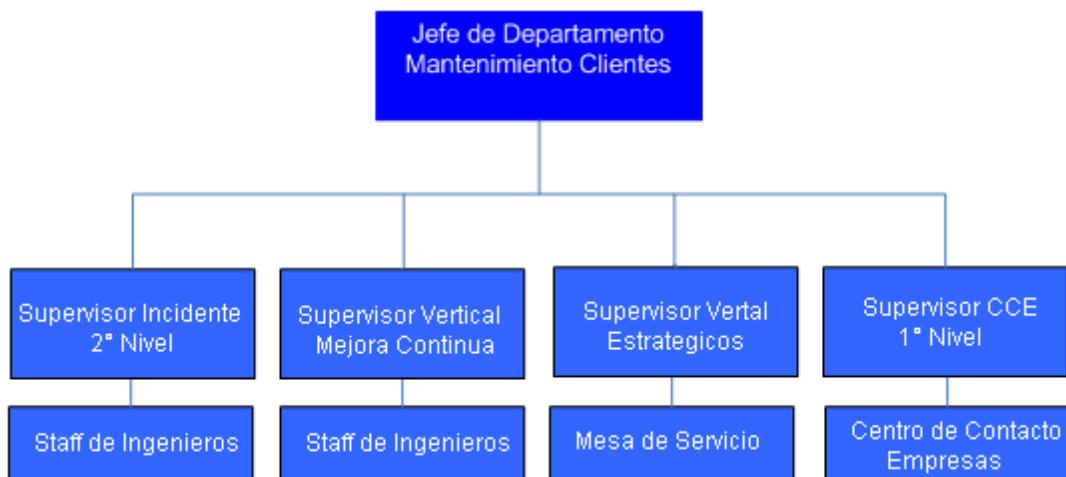 Jefe de Departamento
Mantenimiento Clientes
Supervisor Incidente
2° Nivel
Supervisor Vertical
Mejora Continua
Supervisor Vertal
Estrategicos
Supervisor CCE
1° Nivel
Staff de Ingenieros
Staff de Ingenieros
Mesa de Servicio
Centro de Contacto
Empresas